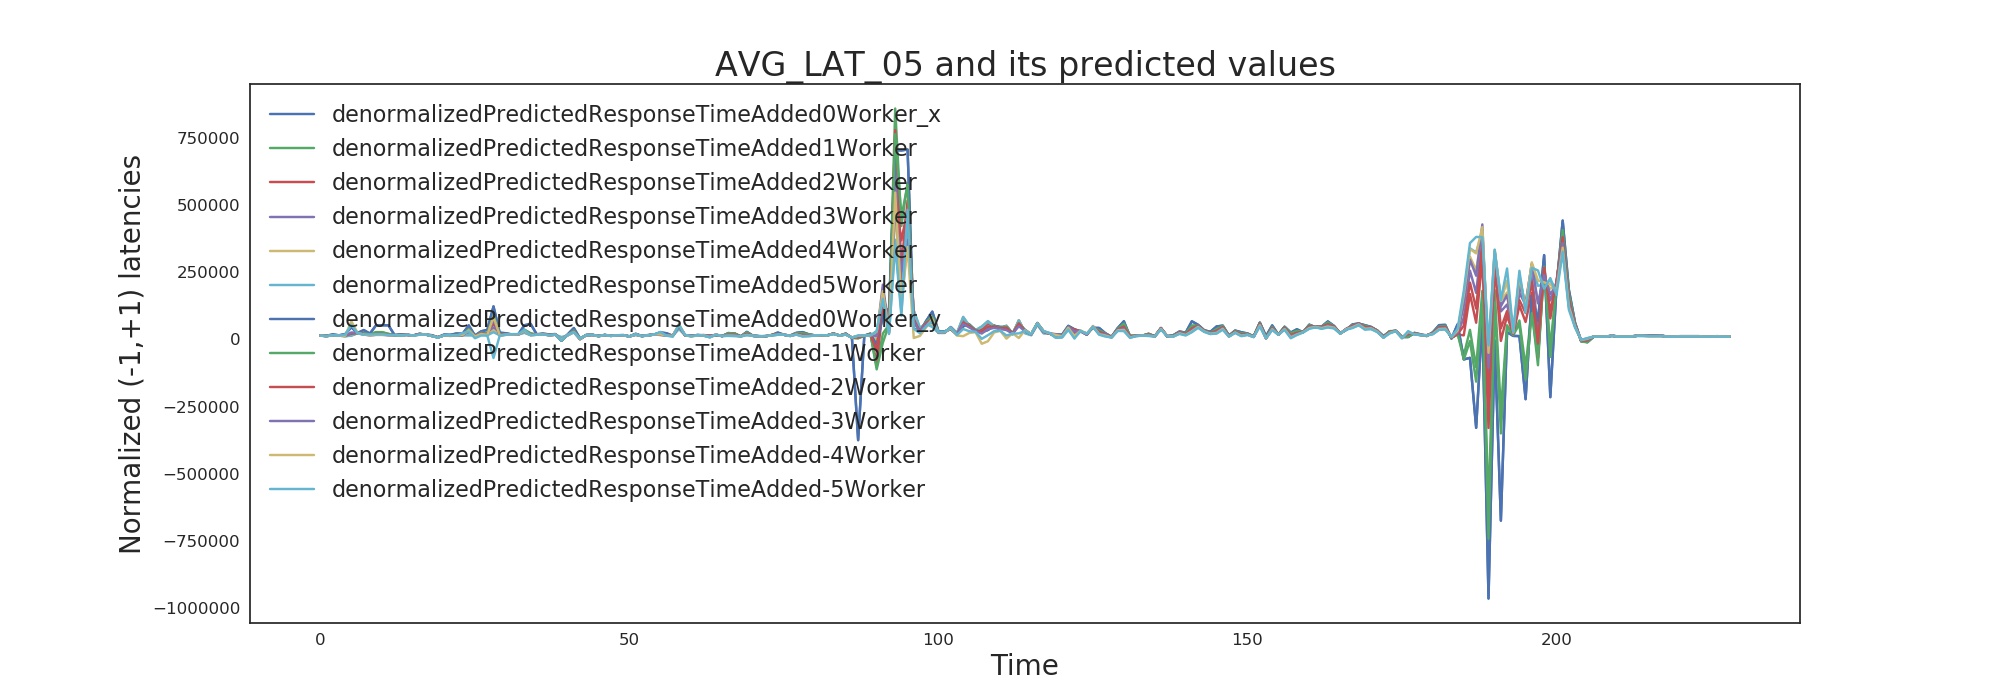 AVG_LAT_05 and its predicted values
denormalizedPredictedResponseTimeAdded0Worker_x
denormalizedPredictedResponseTimeAdded1Worker
denormalizedPredictedResponseTimeAdded2Worker
denormalizedPredictedResponseTimeAdded3Worker
denormalizedPredictedResponseTimeAdded4Worker
denormalizedPredictedResponseTimeAdded5Worker
denormalizedPredictedResponseTimeAdded0Worker_y
denormalizedPredictedResponseTimeAdded-1Worker
denormalizedPredictedResponseTimeAdded-2Worker
denormalizedPredictedResponseTimeAdded-3Worker
denormalizedPredictedResponseTimeAdded-4Worker
denormalizedPredictedResponseTimeAdded-5Worker
Normalized (-1,+1) latencies
750000
500000
250000
0
−250000
−500000
−750000
−1000000
0
50
100
150
200
Time